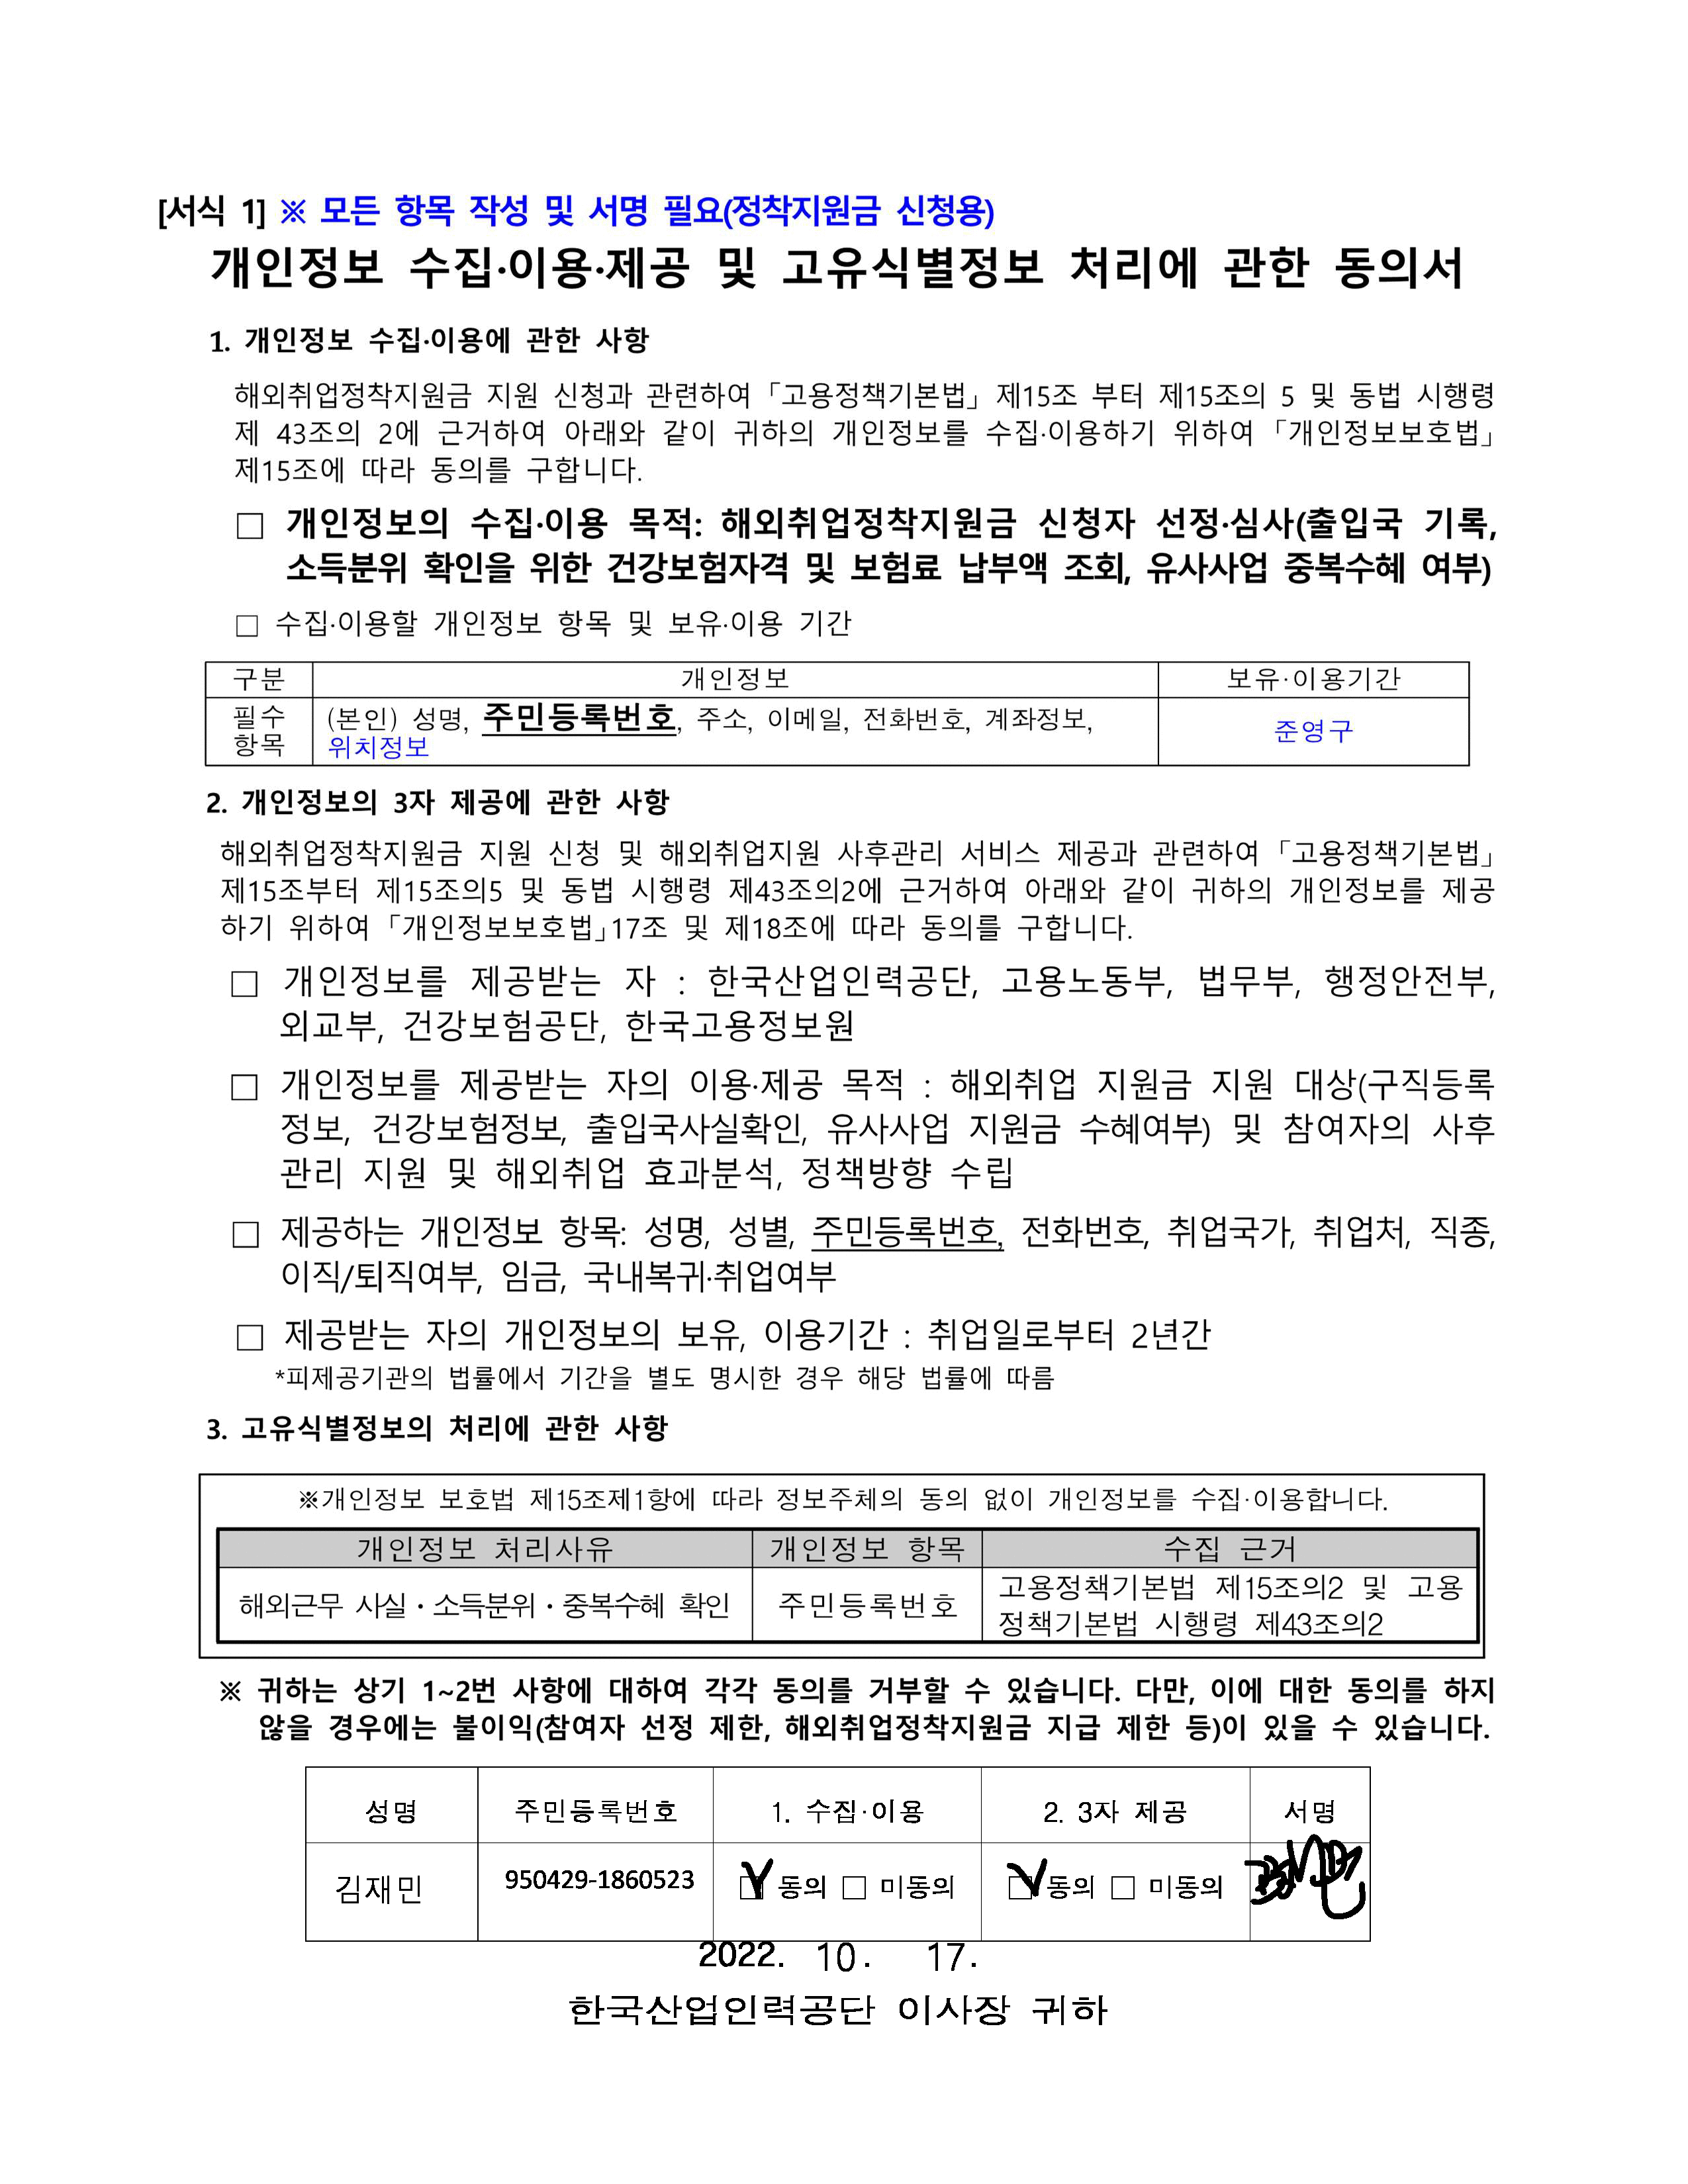 [서식 1] ※ 모든 항목 작성 및 서명 필요(정착지원금 신청용)
개인정보 수집·이용·제공 및 고유식별정보 처리에 관한 동의서
1. 개인정보 수집·이용에 관한 사항
해외취업정착지원금 지원 신청과 관련하여「고용정책기본법」제15조 부터 제15조의 5 및 동법 시행령
제 43조의 2에 근거하여 아래와 같이 귀하의 개인정보를 수집·이용하기 위하여「개인정보보호법」
제15조에 따라 동의를 구합니다.
□ 개인정보의 수집·이용 목적: 해외취업정착지원금 신청자 선정·심사(출입국 기록,
소득분위 확인을 위한 건강보험자격 및 보험료 납부액 조회, 유사사업 중복수혜 여부)
□ 수집·이용할 개인정보 항목 및 보유·이용 기간
구분 개인정보 보유·이용기간
필수 (본인) 성명, 주민등록번호, 주소, 이메일, 전화번호, 계좌정보,
항목 위치정보 준영구
2. 개인정보의 3자 제공에 관한 사항
해외취업정착지원금 지원 신청 및 해외취업지원 사후관리 서비스 제공과 관련하여「고용정책기본법」
제15조부터 제15조의5 및 동법 시행령 제43조의2에 근거하여 아래와 같이 귀하의 개인정보를 제공
하기 위하여「개인정보보호법」17조 및 제18조에 따라 동의를 구합니다.
□ 개인정보를 제공받는 자 : 한국산업인력공단, 고용노동부, 법무부, 행정안전부,
외교부, 건강보험공단, 한국고용정보원
□ 개인정보를 제공받는 자의 이용·제공 목적 : 해외취업 지원금 지원 대상(구직등록
정보, 건강보험정보, 출입국사실확인, 유사사업 지원금 수혜여부) 및 참여자의 사후
관리 지원 및 해외취업 효과분석, 정책방향 수립
□ 제공하는 개인정보 항목: 성명, 성별, 주민등록번호, 전화번호, 취업국가, 취업처, 직종,
이직/퇴직여부, 임금, 국내복귀·취업여부
□ 제공받는 자의 개인정보의 보유, 이용기간 : 취업일로부터 2년간
*피제공기관의 법률에서 기간을 별도 명시한 경우 해당 법률에 따름
3. 고유식별정보의 처리에 관한 사항
※개인정보 보호법 제15조제1항에 따라 정보주체의 동의 없이 개인정보를 수집·이용합니다.
개인정보 처리사유 개인정보 항목 수집 근거
해외근무 사실・소득분위・중복수혜 확인 주민등록번호 고용정책기본법 제15조의2 및 고용
정책기본법 시행령 제43조의2
※ 귀하는 상기 1~2번 사항에 대하여 각각 동의를 거부할 수 있습니다. 다만, 이에 대한 동의를 하지
않을 경우에는 불이익(참여자 선정 제한, 해외취업정착지원금 지급 제한 등)이 있을 수 있습니다.
성명 주민등록번호 1. 수집·이용 2. 3자 제공 서명
김재민 950429-1860523 ☑ 동의 □ 미동의 ☑ 동의 □ 미동의
2022. 10. 17.
한국산업인력공단 이사장 귀하